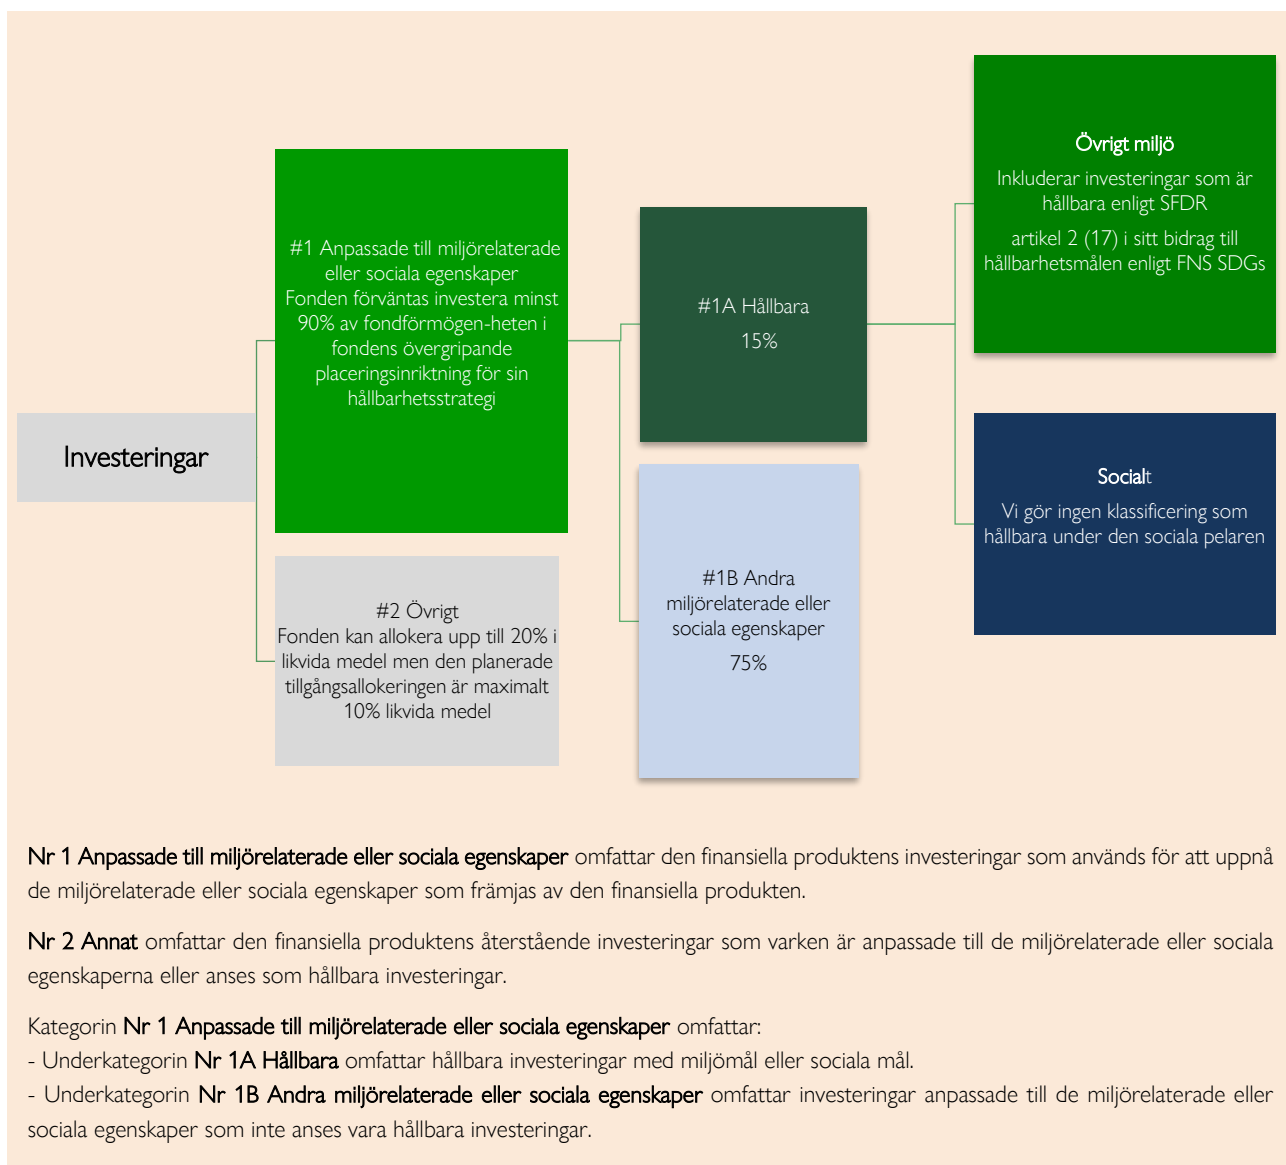 Investeringar
#1 Anpassade till miljörelaterade
eller sociala egenskaper
Fonden förväntas investera minst
90% av fondförmögen-heten i
fondens övergripande
placeringsinriktning för sin
hållbarhetsstrategi
#2 Övrigt
Fonden kan allokera upp till 20% i
likvida medel men den planerade
tillgångsallokeringen är maximalt
10% likvida medel
#1A Hållbara
15%
#1B Andra
miljörelaterade eller
sociala egenskaper
75%
Övrigt miljö
Inkluderar investeringar som är
hållbara enligt SFDR
artikel 2 (17) i sitt bidrag till
hållbarhetsmålen enligt FNS SDGs
Socialt
Vi gör ingen klassificering som
hållbara under den sociala pelaren
Nr 1 Anpassade till miljörelaterade eller sociala egenskaper omfattar den finansiella produktens investeringar som används för att uppnå
de miljörelaterade eller sociala egenskaper som främjas av den finansiella produkten.
Nr 2 Annat omfattar den finansiella produktens återstående investeringar som varken är anpassade till de miljörelaterade eller sociala
egenskaperna eller anses som hållbara investeringar.
Kategorin Nr 1 Anpassade till miljörelaterade eller sociala egenskaper omfattar:
- Underkategorin Nr 1A Hållbara omfattar hållbara investeringar med miljömål eller sociala mål.
- Underkategorin Nr 1B Andra miljörelaterade eller sociala egenskaper omfattar investeringar anpassade till de miljörelaterade eller
sociala egenskaper som inte anses vara hållbara investeringar.